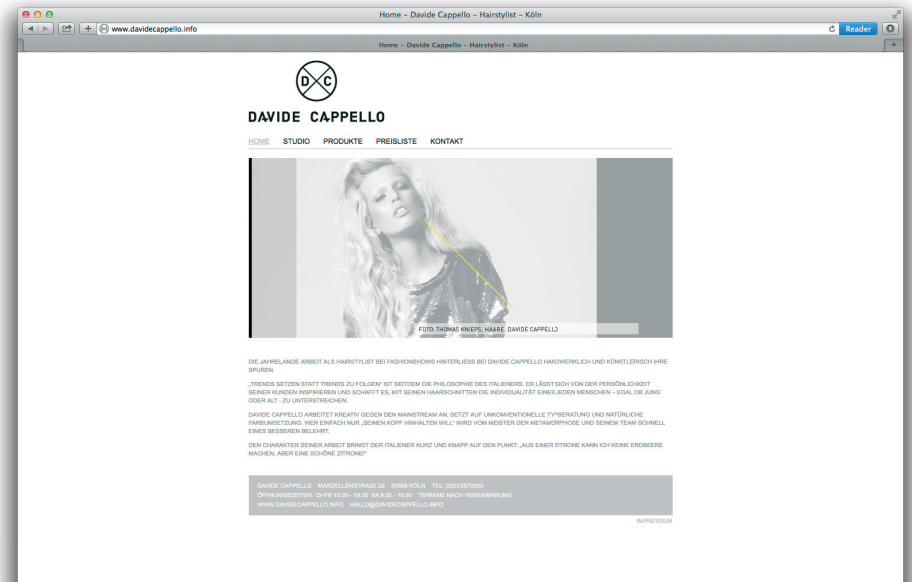 Home – Davide Cappello – Hairstylist – Köln
www.davidecappello.info
Reader
Home – Davide Cappello – Hairstylist – Köln
D C
DAVIDE CAPPELLO
HOME STUDIO PRODUKTE PREISLISTE KONTAKT
FOTO: THOMAS KNIEPS, HAARE: DAVIDE CAPPELLO
DIE JAHRELANGE ARBEIT ALS HAIRSTYLIST BEI FASHIONSHOWS HINTERLIESS BEI DAVIDE CAPPELLO HANDWERKLICH UND KÜNSTLERISCH IHRE
SPUREN.
„TRENDS SETZEN STATT TRENDS ZU FOLGEN“ IST SEITDEM DIE PHILOSOPHIE DES ITALIENERS. ER LÄSST SICH VON DER PERSÖNLICHKEIT
SEINER KUNDEN INSPIRIEREN UND SCHAFFT ES, MIT SEINEN HAARSCHNITTEN DIE INDIVIDUALITÄT EINES JEDEN MENSCHEN – EGAL OB JUNG
ODER ALT - ZU UNTERSTREICHEN.
DAVIDE CAPPELLO ARBEITET KREATIV GEGEN DEN MAINSTREAM AN, SETZT AUF UNKONVENTIONELLE TYPBERATUNG UND NATÜRLICHE
FARBUMSETZUNG. WER EINFACH NUR „SEINEN KOPF HINHALTEN WILL“ WIRD VOM MEISTER DER METAMORPHOSE UND SEINEM TEAM SCHNELL
EINES BESSEREN BELEHRT.
DEN CHARAKTER SEINER ARBEIT BRINGT DER ITALIENER KURZ UND KNAPP AUF DEN PUNKT: „AUS EINER ZITRONE KANN ICH KEINE ERDBEERE
MACHEN, ABER EINE SCHÖNE ZITRONE!“
DAVIDE CAPPELLO MARZELLENSTRASSE 29 50668 KÖLN TEL. 0221/2572500
ÖFFNUNGSZEITEN: DI-FR 10.00 - 19.00 SA 9.00 - 16.00 TERMINE NACH VEREINBARUNG
WWW.DAVIDECAPPELLO.INFO HALLO@DAVIDECAPPELLO.INFO
IMPRESSUM